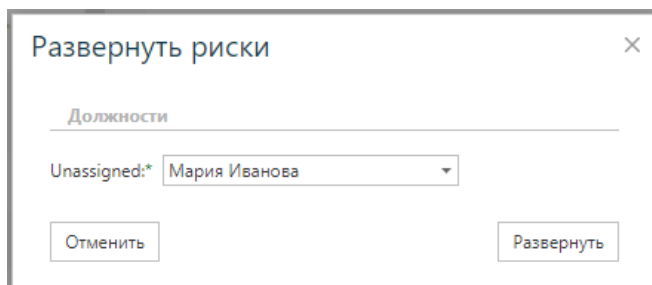 Развернуть риски
Должности
Unassigned:* Мария Иванова
Отменить Развернуть